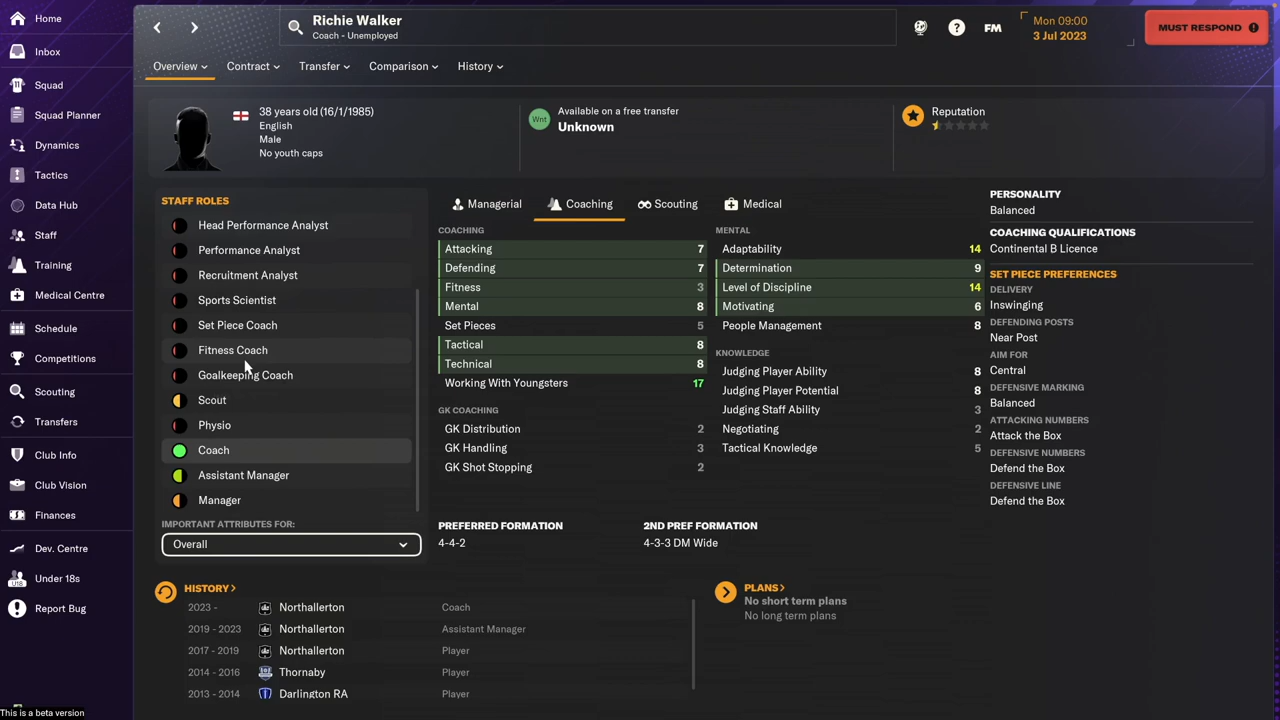 Home
Inbox
Squad
Squad Planner
Dynamics
Tactics
Data Hub
Staff
Training
Medical Centre
Schedule
Competitions
Scouting
Transfers
Club Info
Club Vision
Finances
Dev. Centre
U18
Under 18s
Report Bug
This is a beta version
Richie Walker
Coach - Unemployed
?
FM
Mon 09:00
3 Jul 2023
MUST RESPOND
Overview
Contract
Transfer
Comparison
History
38 years old (16/1/1985)
English
Male
No youth caps
Wnt
Available on a free transfer
Unknown
Reputation
STAFF ROLES
Head Performance Analyst
Performance Analyst
Recruitment Analyst
Sports Scientist
Set Piece Coach
Fitness Coach
Goalkeeping Coach
Scout
Physio
Coach
Assistant Manager
Manager
IMPORTANT ATTRIBUTES FOR:
Overall
Managerial
Coaching
Scouting
Medical
COACHING
Attacking 7
Defending 7
Fitness 3
Mental 8
Set Pieces 5
Tactical 8
Technical 8
Working With Youngsters 17
GK COACHING
GK Distribution 2
GK Handling 3
GK Shot Stopping 2
MENTAL
Adaptability 14
Determination 9
Level of Discipline 14
Motivating 6
People Management 8
KNOWLEDGE
Judging Player Ability 8
Judging Player Potential 8
Judging Staff Ability 3
Negotiating 2
Tactical Knowledge 5
PREFERRED FORMATION
4-4-2
2ND PREF FORMATION
4-3-3 DM Wide
PERSONALITY
Balanced
COACHING QUALIFICATIONS
Continental B Licence
SET PIECE PREFERENCES
DELIVERY
Inswinging
DEFENDING POSTS
Near Post
AIM FOR
Central
DEFENSIVE MARKING
Balanced
ATTACKING NUMBERS
Attack the Box
DEFENSIVE NUMBERS
Defend the Box
DEFENSIVE LINE
Defend the Box
HISTORY >
2023 - Northallerton Coach
2019 - 2023 Northallerton Assistant Manager
2017 - 2019 Northallerton Player
2014 - 2016 Thornaby Player
2013 - 2014 Darlington RA Player
PLANS >
No short term plans
No long term plans